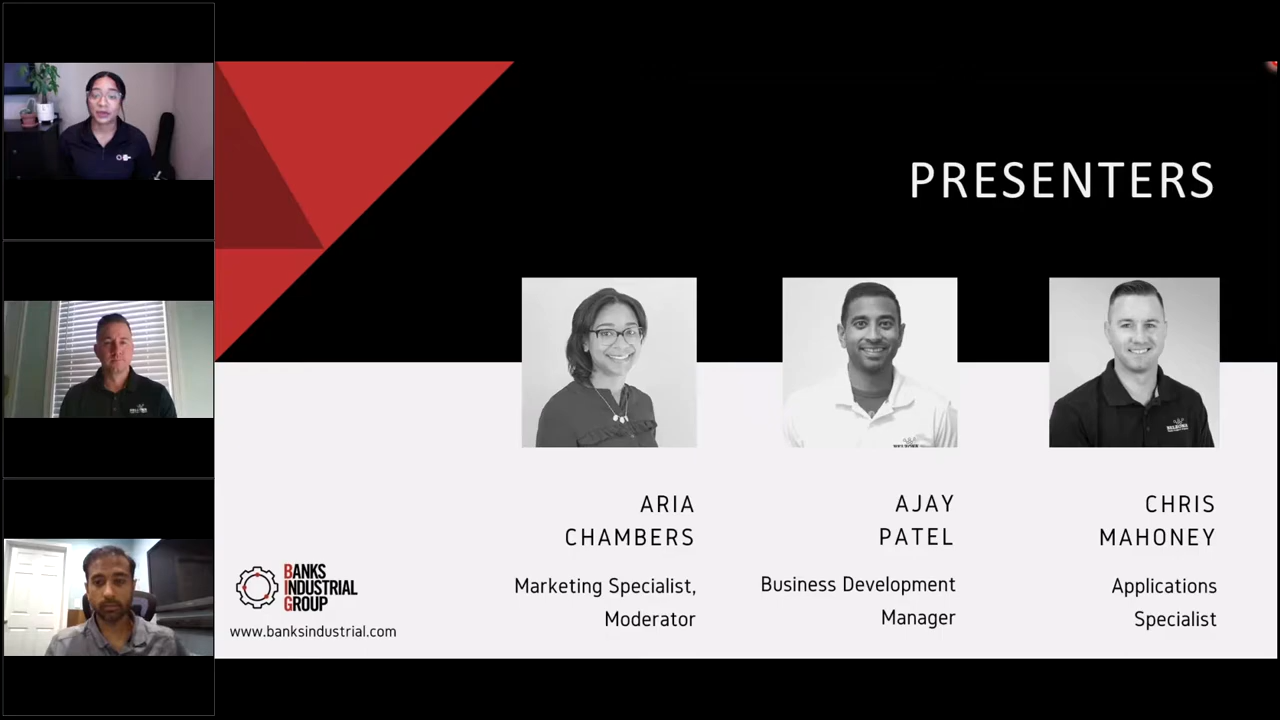 PRESENTERS
ARIA
CHAMBERS
Marketing Specialist,
Moderator
AJAY
PATEL
Business Development
Manager
CHRIS
MAHONEY
Applications
Specialist
BANKS
INDUSTRIAL
GROUP
www.banksindustrial.com